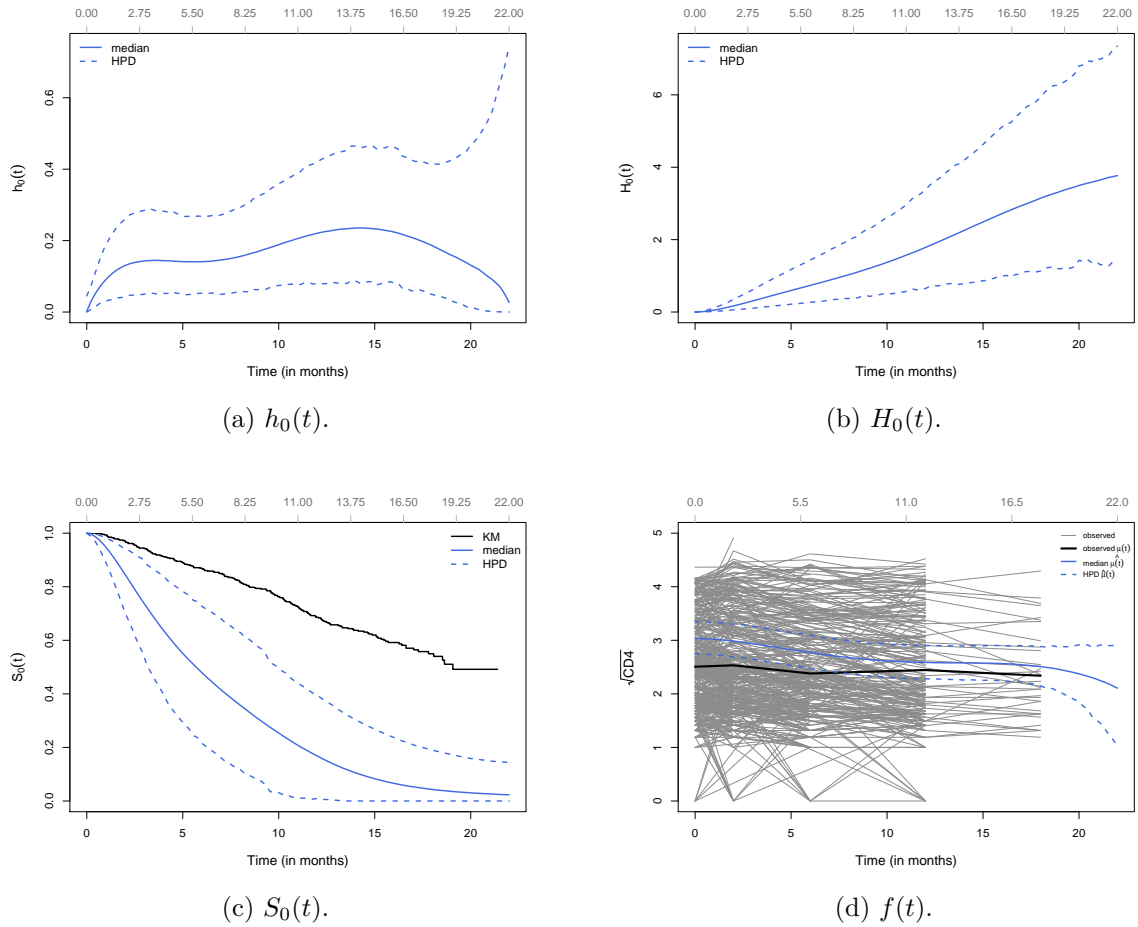 0.00 2.75 5.50 8.25 11.00 13.75 16.50 19.25 22.00
median
HPD
h₀(t)
0.6
0.4
0.2
0.0
0 5 10 15 20
Time (in months)
(a) h₀(t).
0.00 2.75 5.50 8.25 11.00 13.75 16.50 19.25 22.00
median
HPD
H₀(t)
6
4
2
0
0 5 10 15 20
Time (in months)
(b) H₀(t).
0.00 2.75 5.50 8.25 11.00 13.75 16.50 19.25 22.00
KM
median
HPD
S₀(t)
1.0
0.8
0.6
0.4
0.2
0.0
0 5 10 15 20
Time (in months)
(c) S₀(t).
0.0 5.5 11.0 16.5 22.0
observed
observed μ(t)
median μ̂(t)
HPD μ̂(t)
√CD4
5
4
3
2
1
0
0 5 10 15 20
Time (in months)
(d) f(t).